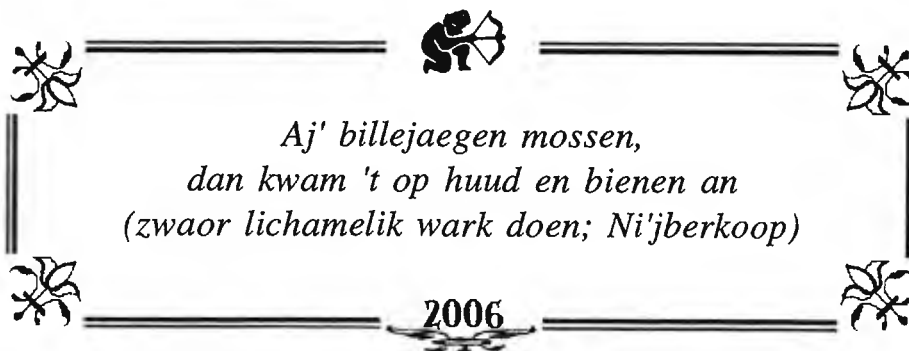 Aj' billejaegen mossen,
dan kwam 't op huud en bienen an
(zwaor lichamelik wark doen; Ni'jberkoop)
2006